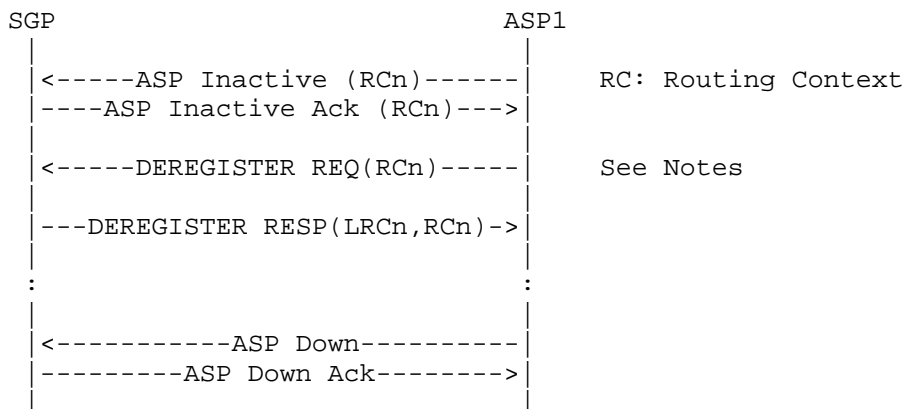 SGP                             ASP1
 |                               |
 |<-----ASP Inactive (RCn)------|    RC: Routing Context
 |----ASP Inactive Ack (RCn)--->|
 |                               |
 |<-----DEREGISTER REQ(RCn)-----|    See Notes
 |                               |
 |---DEREGISTER RESP(LRCn,RCn)->|
 |                               |
 :                               :
 |                               |
 |<-----------ASP Down----------|
 |---------ASP Down Ack-------->|
 |                               |